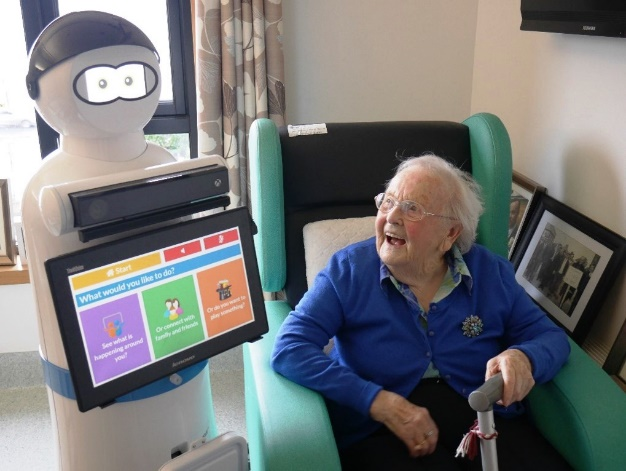 Start
What would you like to do?
See what is
happening around
you?
Or connect with
family and friends
Or do you want to
play something?